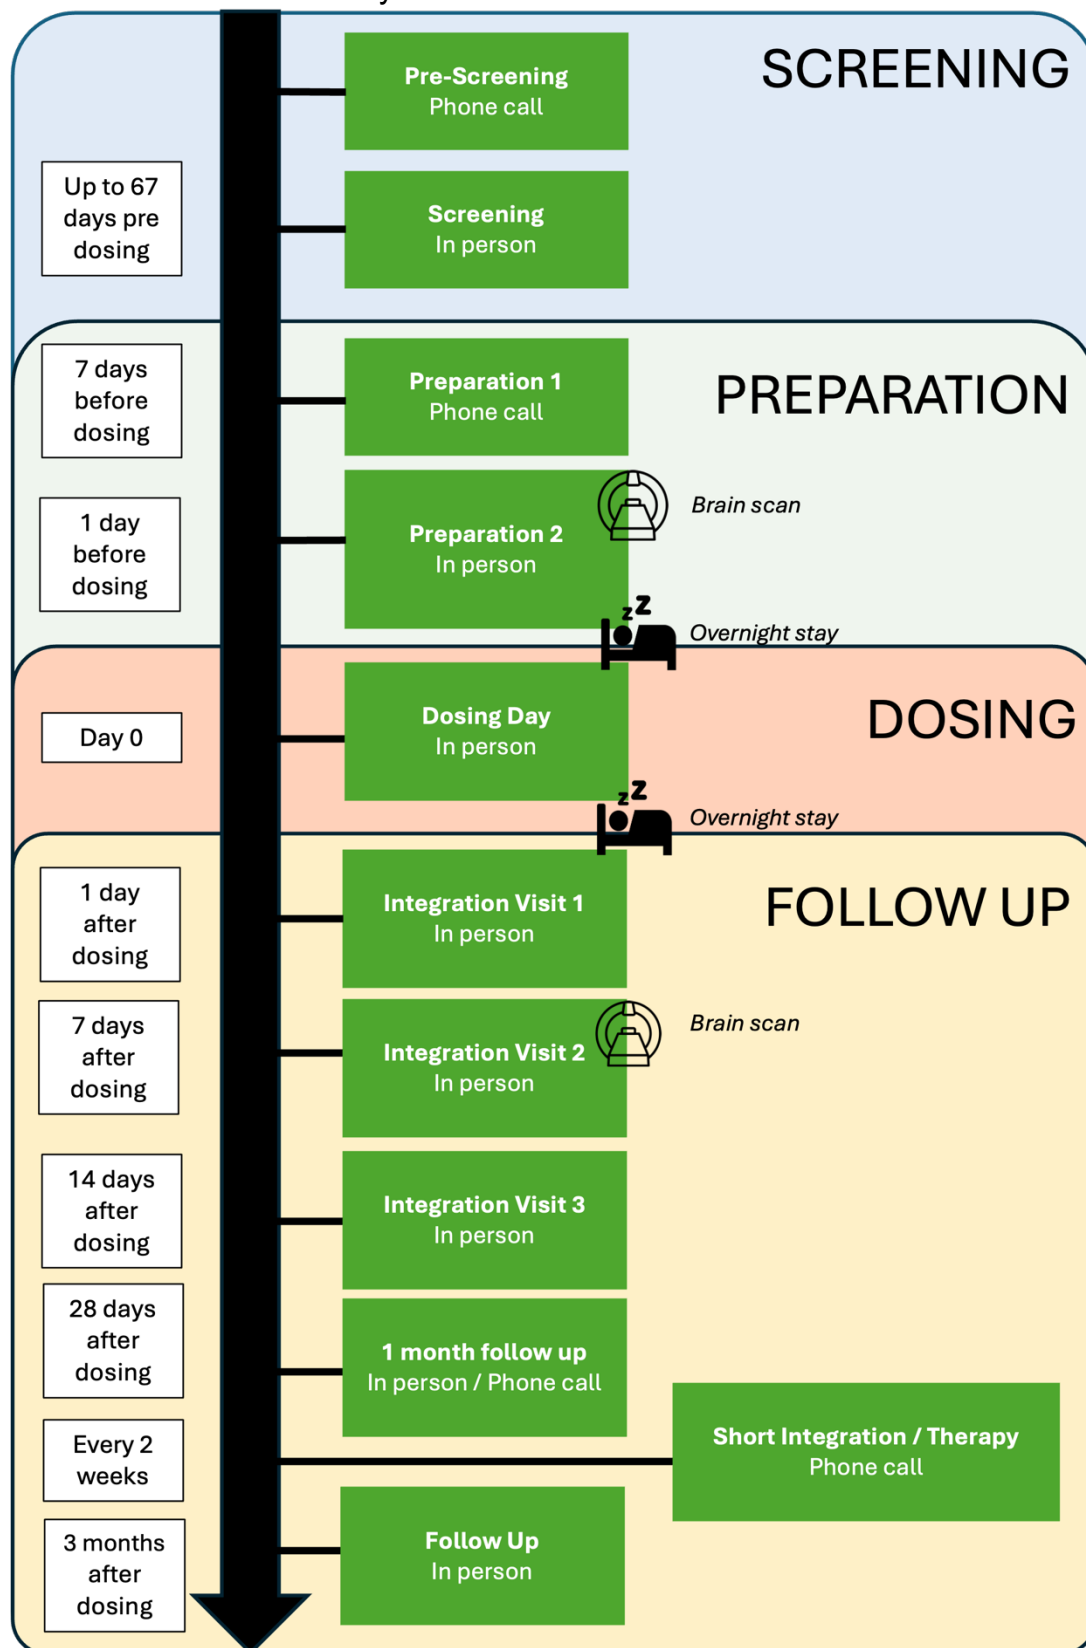 SCREENING
Pre-Screening
Phone call
Up to 67
days pre
dosing
Screening
In person
PREPARATION
7 days
before
dosing
Preparation 1
Phone call
1 day
before
dosing
Preparation 2
In person
Brain scan
z z
Overnight stay
DOSING
Day 0
Dosing Day
In person
z z
Overnight stay
FOLLOW UP
1 day
after
dosing
Integration Visit 1
In person
7 days
after
dosing
Integration Visit 2
In person
Brain scan
14 days
after
dosing
Integration Visit 3
In person
28 days
after
dosing
1 month follow up
In person / Phone call
Every 2
weeks
Short Integration / Therapy
Phone call
3 months
after
dosing
Follow Up
In person